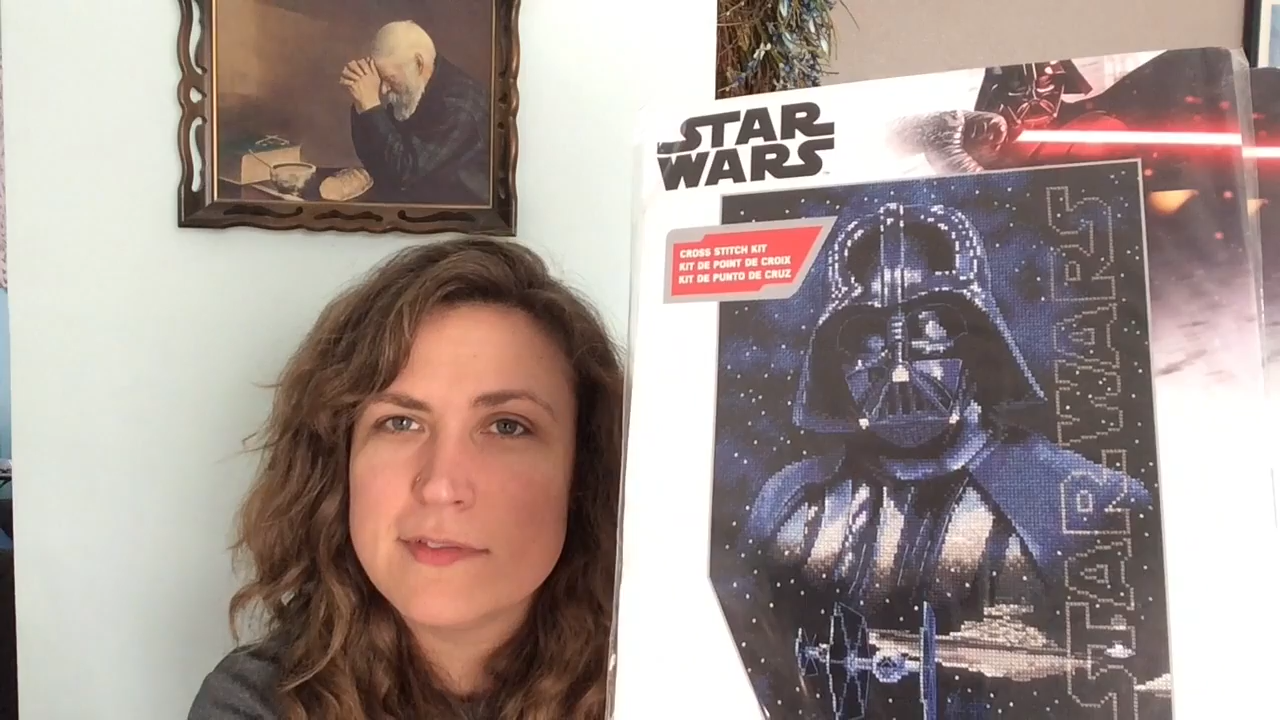 STAR
WARS
CROSS STITCH KIT
KIT DE POINT DE CROIX
KIT DE PUNTO DE CRUZ
STAR WARS